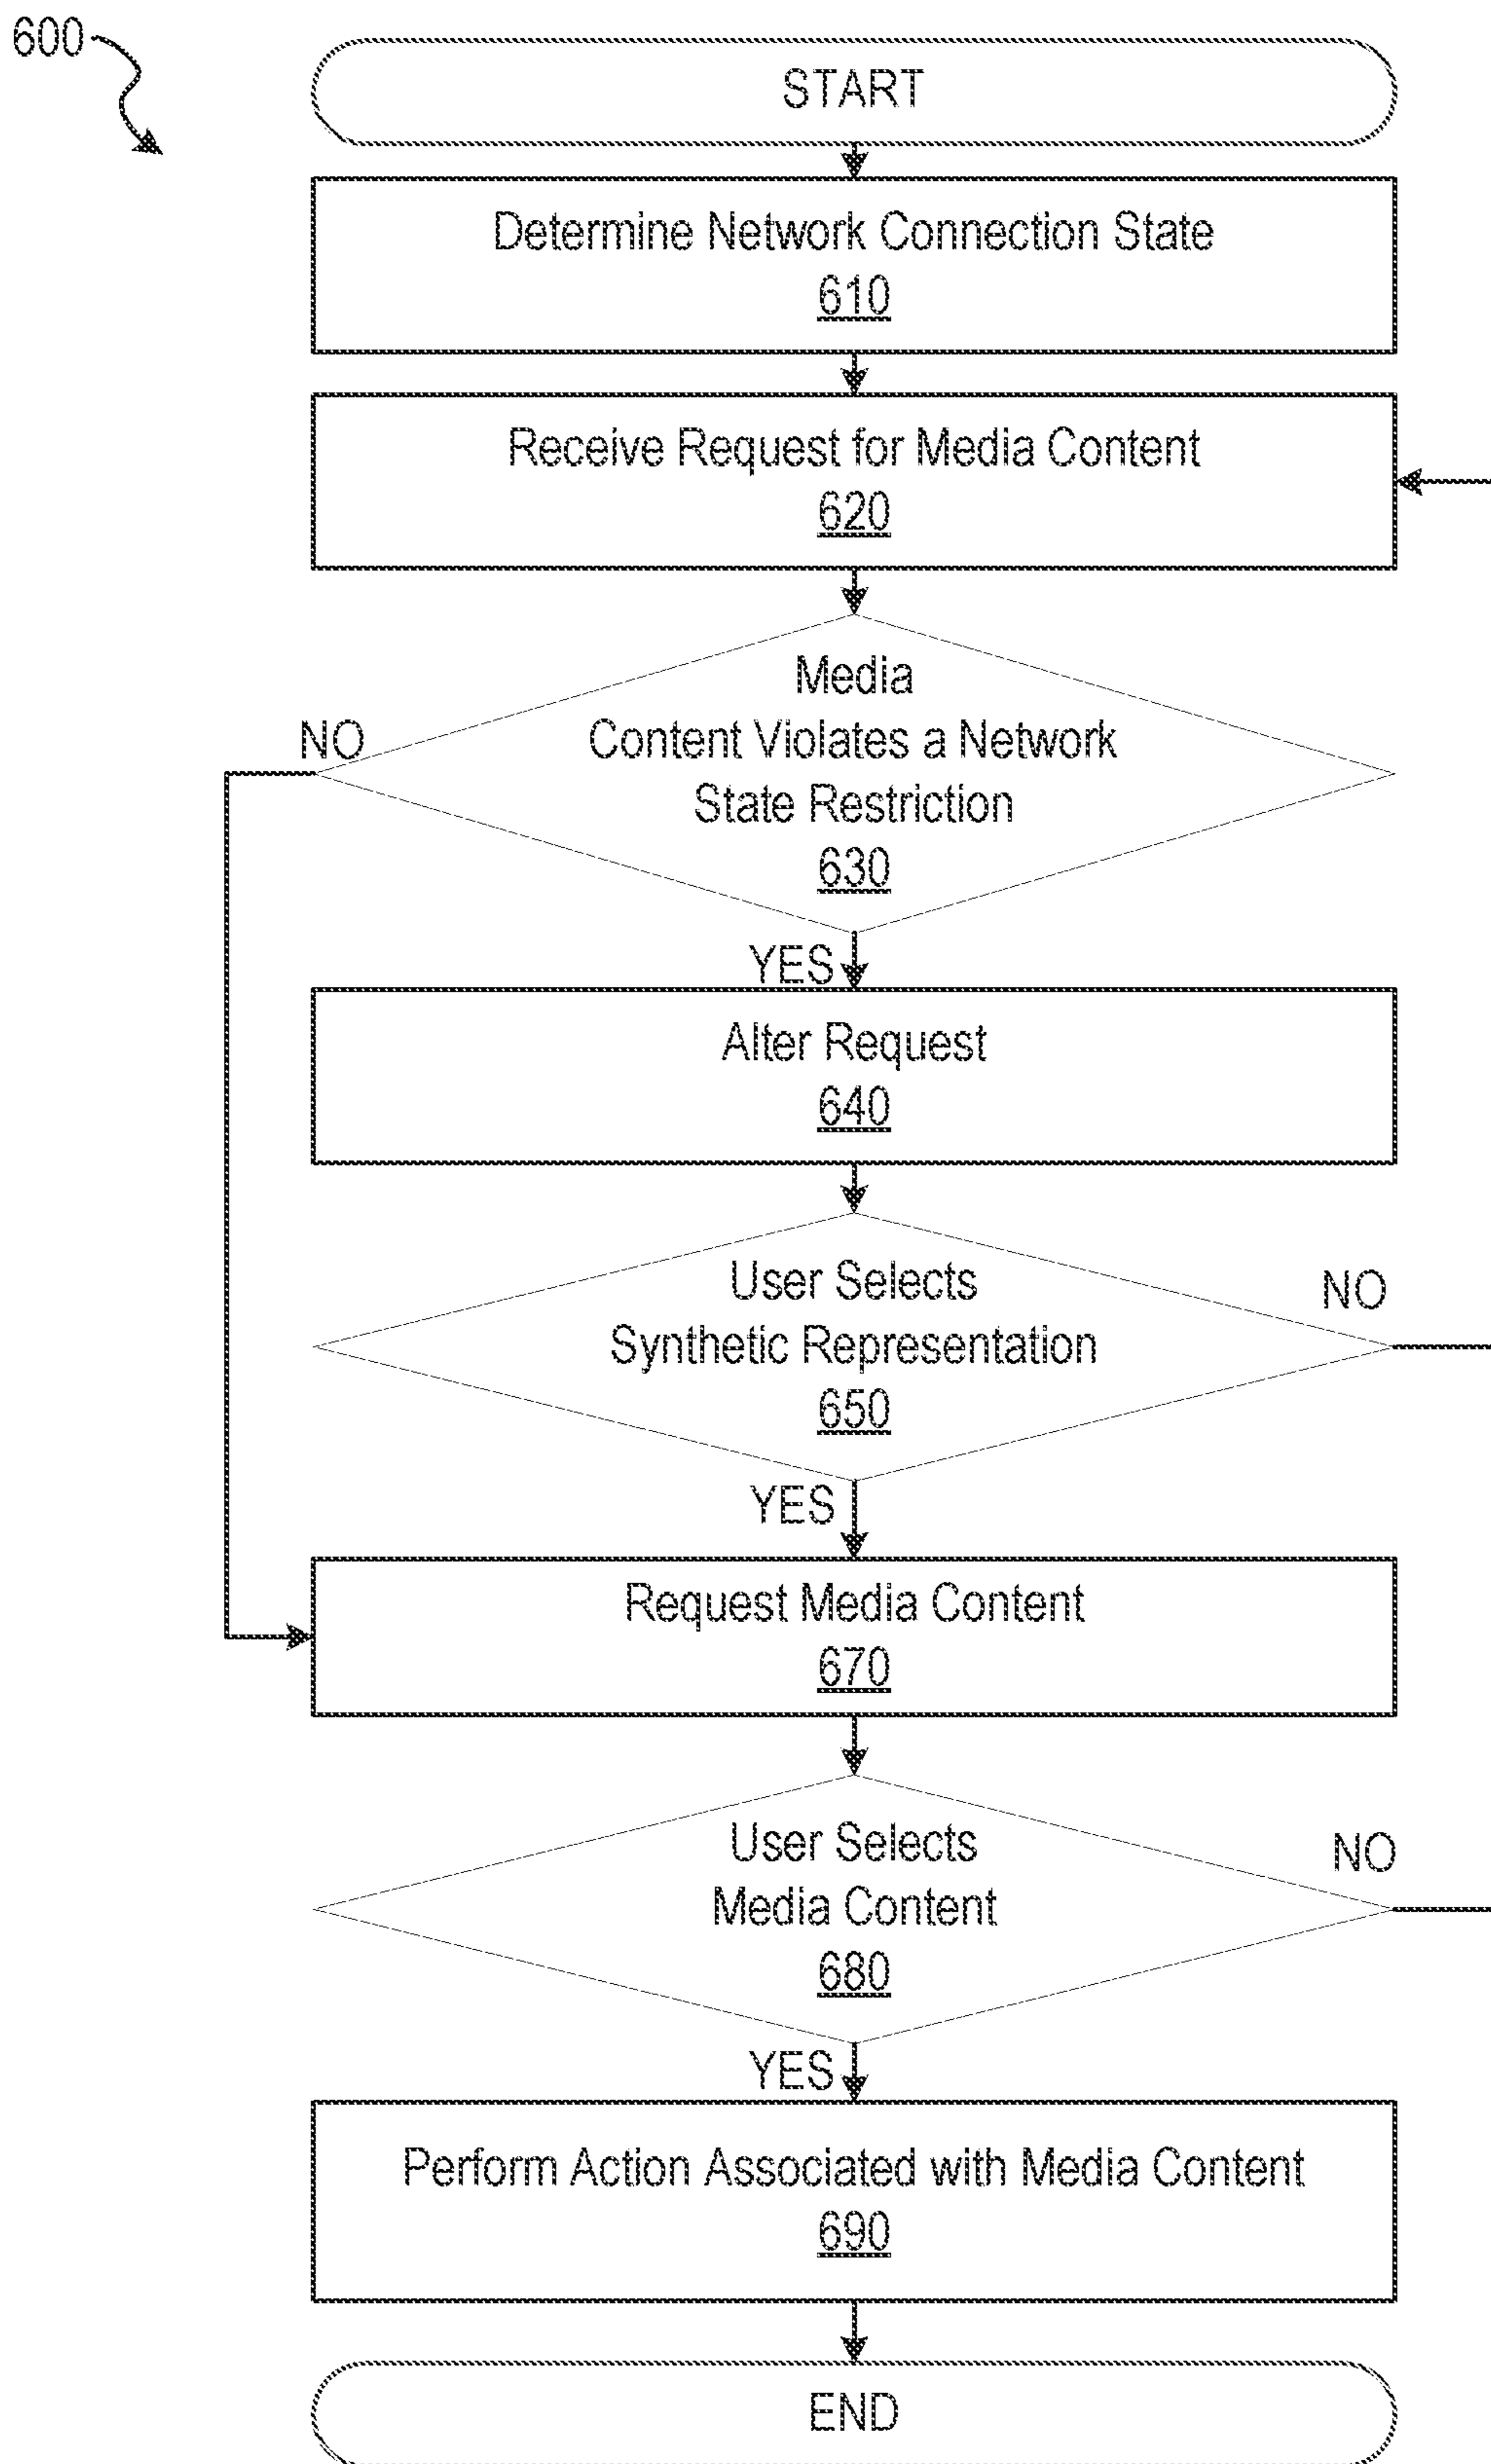 600
START
Determine Network Connection State
610
Receive Request for Media Content
620
Media
Content Violates a Network
State Restriction
630
NO
YES
Alter Request
640
User Selects
Synthetic Representation
650
NO
YES
Request Media Content
670
User Selects
Media Content
680
NO
YES
Perform Action Associated with Media Content
690
END